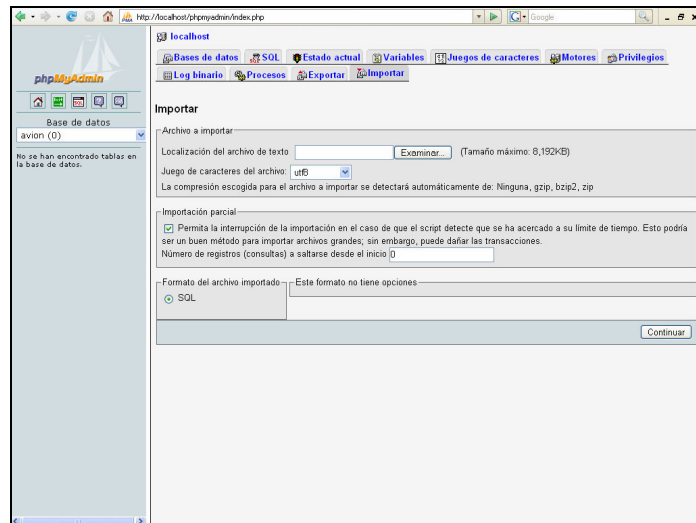 http://localhost/phpmyadmin/index.php
Google
phpMyAdmin
Base de datos
avion (0)
No se han encontrado tablas en
la base de datos.
localhost
Bases de datos SQL Estado actual Variables Juegos de caracteres Motores Privilegios
Log binario Procesos Exportar Importar
Importar
Archivo a importar
Localización del archivo de texto Examinar... (Tamaño máximo: 8,192KB)
Juego de caracteres del archivo: utf8
La compresión escogida para el archivo a importar se detectará automáticamente de: Ninguna, gzip, bzip2, zip
Importación parcial
Permita la interrupción de la importación en el caso de que el script detecte que se ha acercado a su límite de tiempo. Esto podría
ser un buen método para importar archivos grandes; sin embargo, puede dañar las transacciones.
Número de registros (consultas) a saltarse desde el inicio 0
Formato del archivo importado
SQL
Este formato no tiene opciones
Continuar